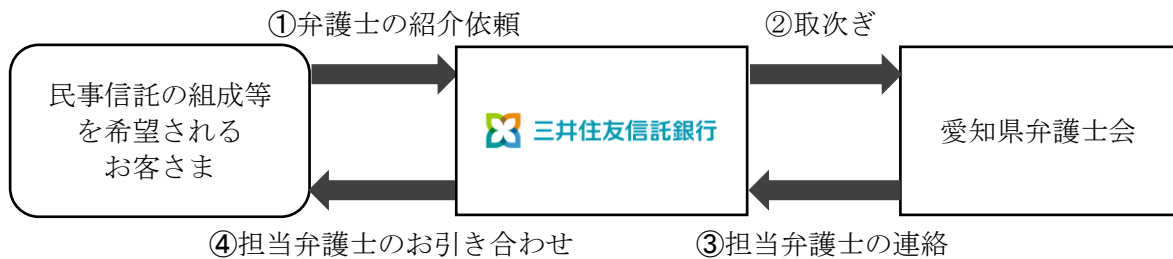 ①弁護士の紹介依頼
②取次ぎ
民事信託の組成等
を希望される
お客さま
三井住友信託銀行
愛知県弁護士会
④担当弁護士のお引き合わせ
③担当弁護士の連絡